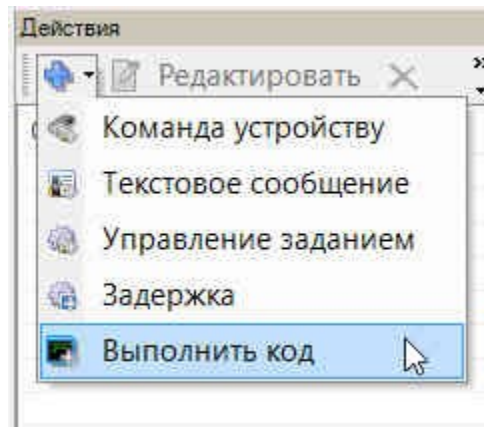 Действия
Редактировать
Команда устройству
Текстовое сообщение
Управление заданием
Задержка
Выполнить код